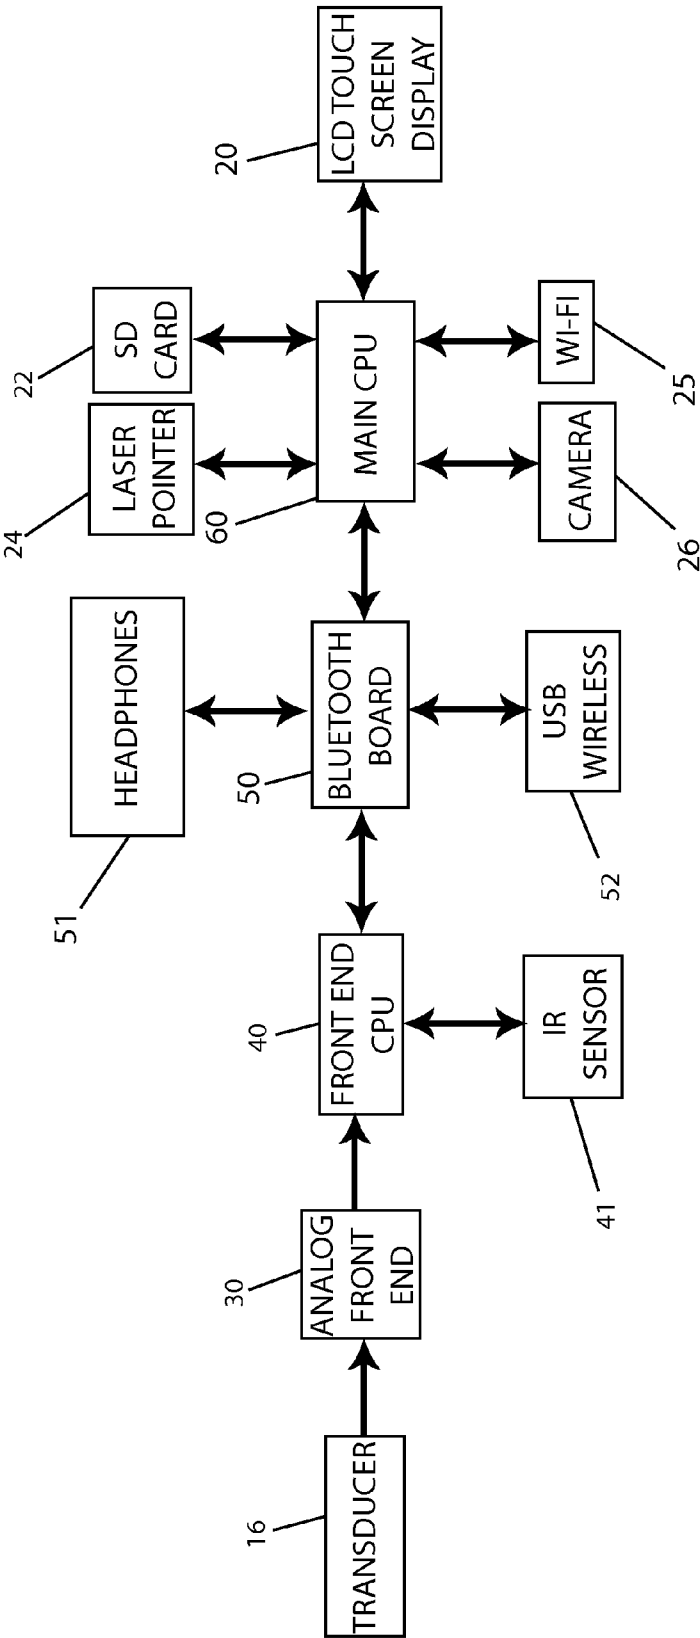 TRANSDUCER
16
ANALOG
FRONT
END
30
FRONT END
CPU
40
IR
SENSOR
41
BLUETOOTH
BOARD
50
HEADPHONES
51
USB
WIRELESS
52
MAIN CPU
60
LASER
POINTER
24
SD
CARD
22
CAMERA
26
WI-FI
25
LCD TOUCH
SCREEN
DISPLAY
20